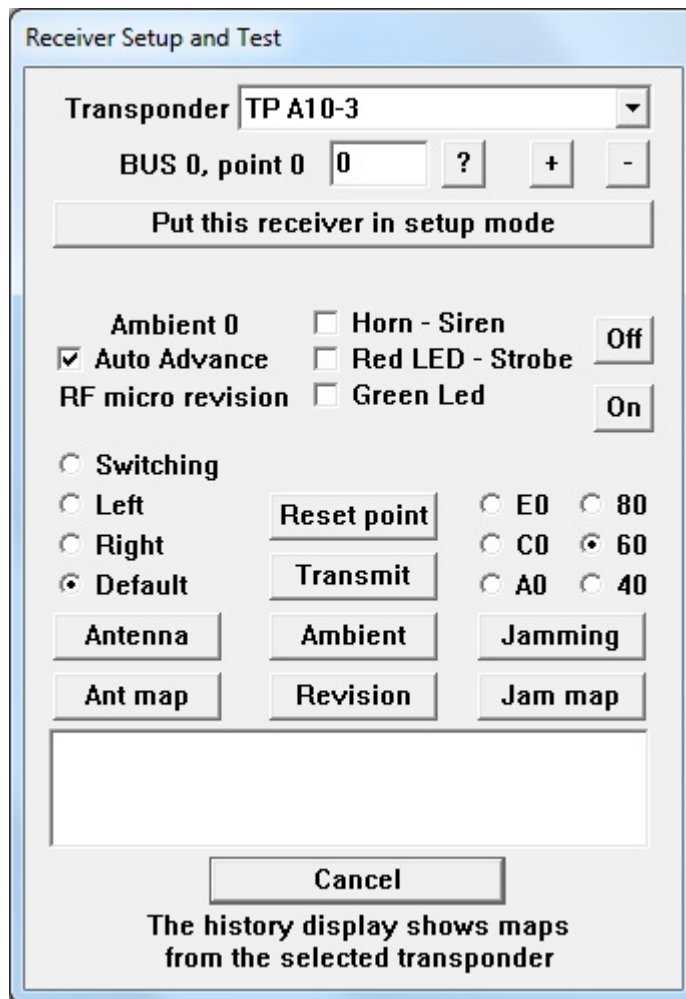 Receiver Setup and Test
Transponder TP A10-3
BUS 0, point 0 0 ? + -
Put this receiver in setup mode
Ambient 0 Horn - Siren Off
Auto Advance Red LED - Strobe
RF micro revision Green Led On
Switching
Left Reset point E0 80
Right C0 60
Default Transmit A0 40
Antenna Ambient Jamming
Ant map Revision Jam map
Cancel
The history display shows maps
from the selected transponder